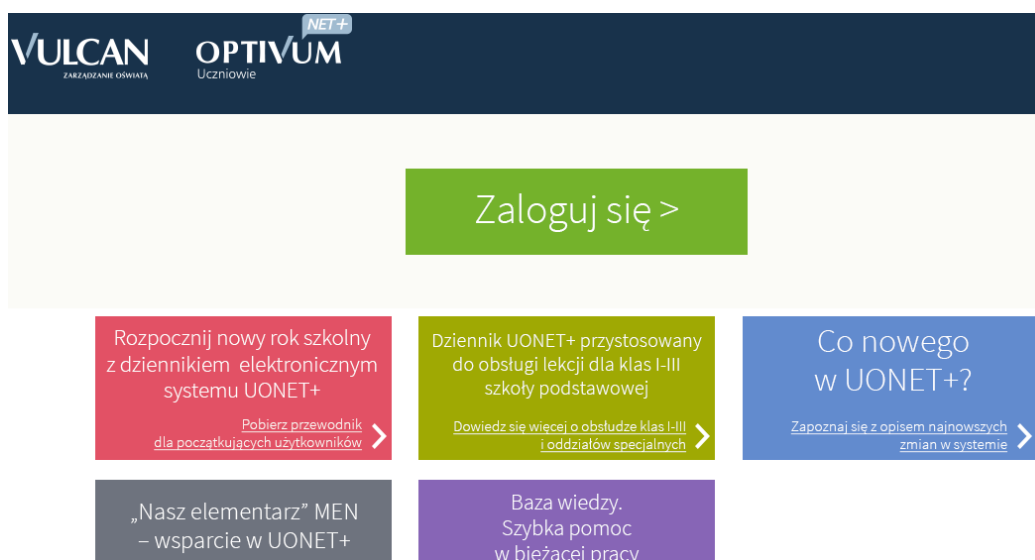 VULCAN
ZARZĄDZANIE OŚWIATĄ
NET+
OPTIVUM
Uczniowie
Zaloguj się >
Rozpocznij nowy rok szkolny
z dziennikiem elektronicznym
systemu UONET+
Pobierz przewodnik
dla początkujących użytkowników
Dziennik UONET+ przystosowany
do obsługi lekcji dla klas I-III
szkoły podstawowej
Dowiedz się więcej o obsłudze klas I-III
i oddziałów specjalnych
Co nowego
w UONET+?
Zapoznaj się z opisem najnowszych
zmian w systemie
„Nasz elementarz” MEN
– wsparcie w UONET+
Baza wiedzy.
Szybka pomoc
w bieżącej pracy